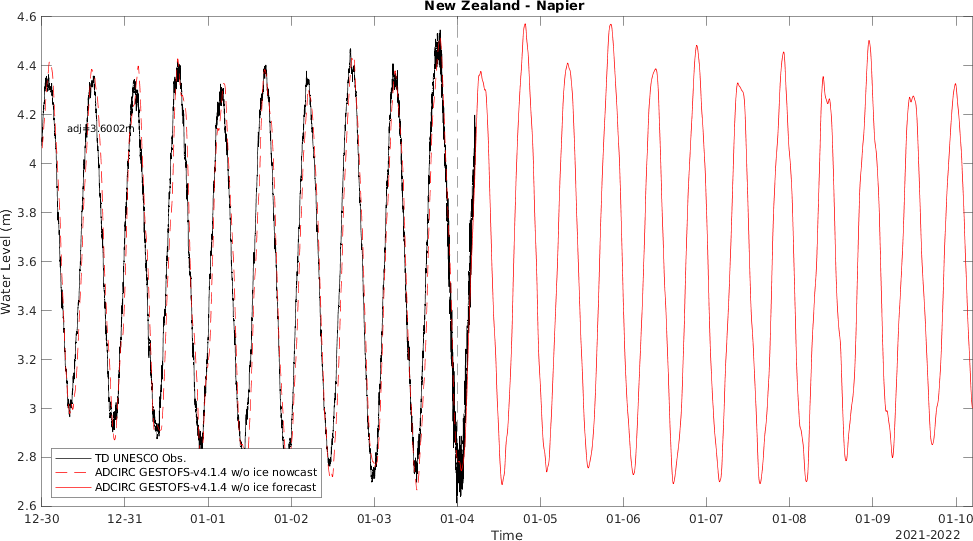 New Zealand - Napier
4.6
4.4
4.2
4
3.8
3.6
3.4
3.2
3
2.8
2.6
Water Level (m)
adj=3.6002m
TD UNESCO Obs.
ADCIRC GESTOFS-v4.1.4 w/o ice nowcast
ADCIRC GESTOFS-v4.1.4 w/o ice forecast
12-30 12-31 01-01 01-02 01-03 01-04 01-05 01-06 01-07 01-08 01-09 01-10
Time
2021-2022